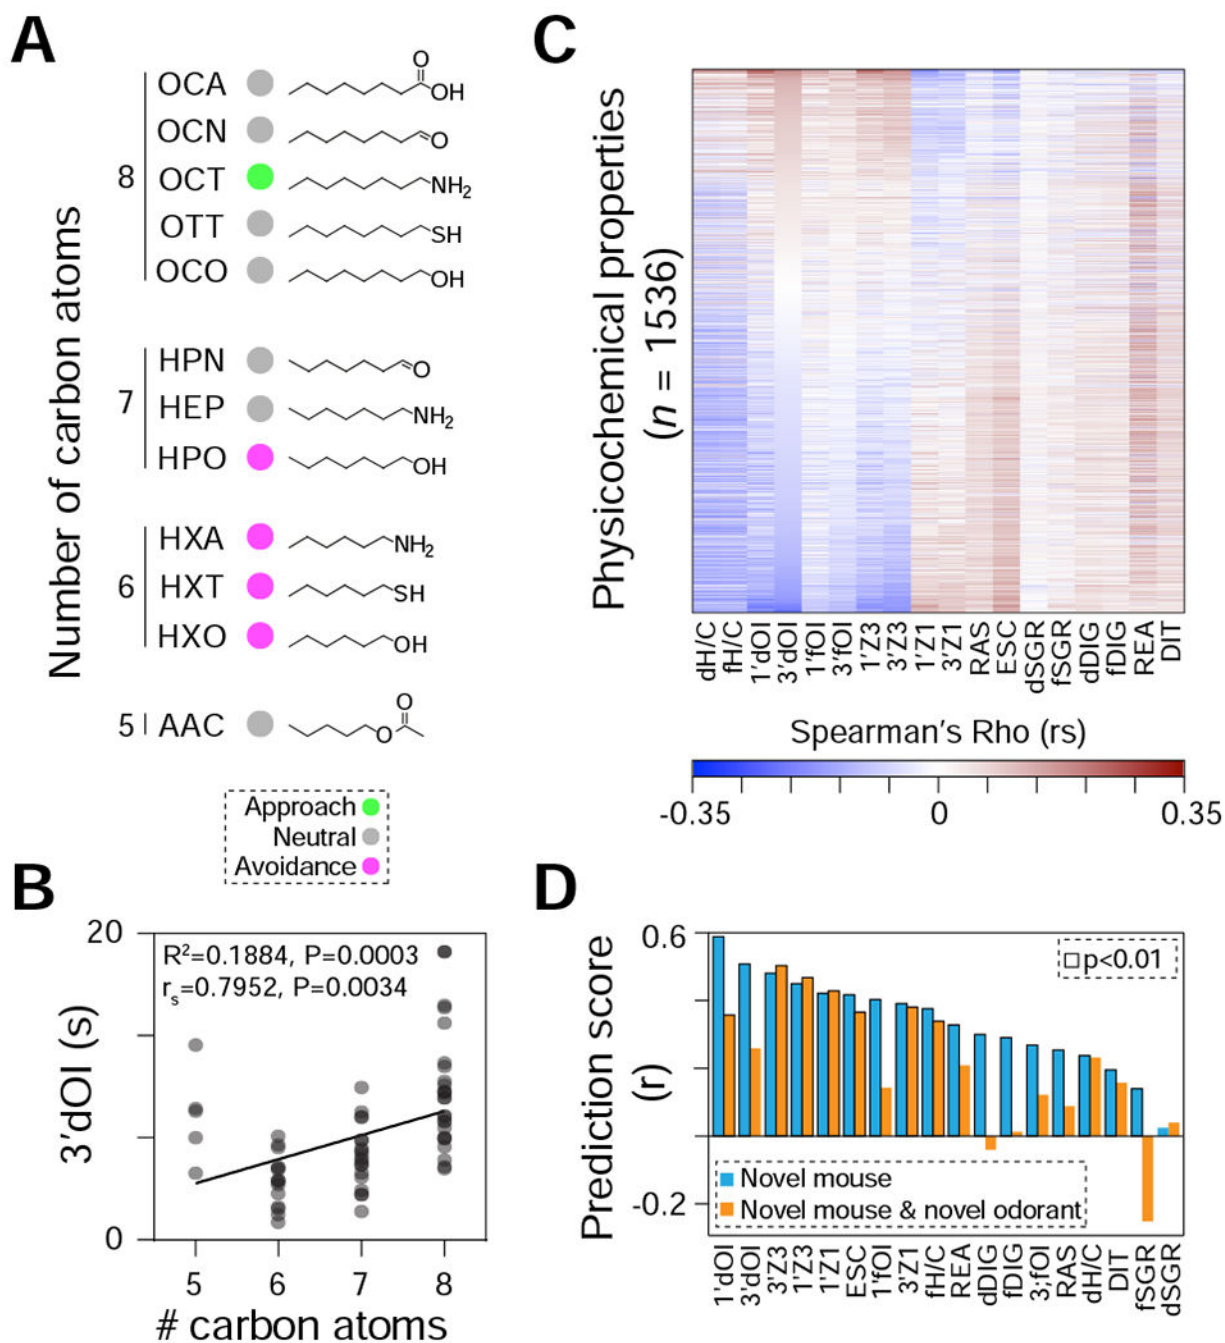 A
Number of carbon atoms
8
OCA
O
OH
OCN
O
OCT
NH2
OTT
SH
OCO
OH
7
HPN
O
HEP
NH2
HPO
OH
6
HXA
NH2
HXT
SH
HXO
OH
5
AAC
O
O
Approach
Neutral
Avoidance
B
R²=0.1884, P=0.0003
rs=0.7952, P=0.0034
3'dOI (s)
20
0
5 6 7 8
# carbon atoms
C
Physicochemical properties
(n = 1536)
dH/C
fH/C
1'dOI
3'dOI
1'fOI
3'fOI
1'Z3
3'Z3
1'Z1
3'Z1
RAS
ESC
dSGR
fSGR
dDIG
fDIG
REA
DIT
Spearman's Rho (rs)
-0.35 0 0.35
D
Prediction score
(r)
0.6
-0.2
p<0.01
Novel mouse
Novel mouse & novel odorant
1'dOI
3'dOI
3'Z3
1'Z3
1'Z1
ESC
1'fOI
3'Z1
fH/C
REA
dDIG
fDIG
3;fOI
RAS
dH/C
DIT
fSGR
dSGR